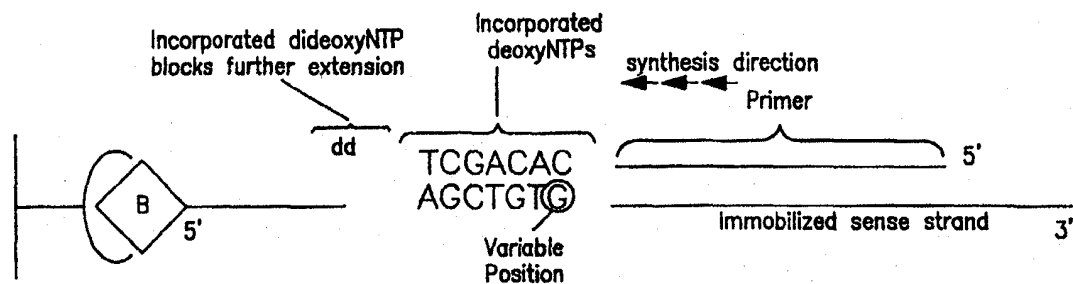 Incorporated dideoxyNTP
blocks further extension
Incorporated
deoxyNTPs
synthesis direction
Primer
dd
TCGACAC
5'
AGCTGTG
B
5'
Immobilized sense strand
3'
Variable
Position